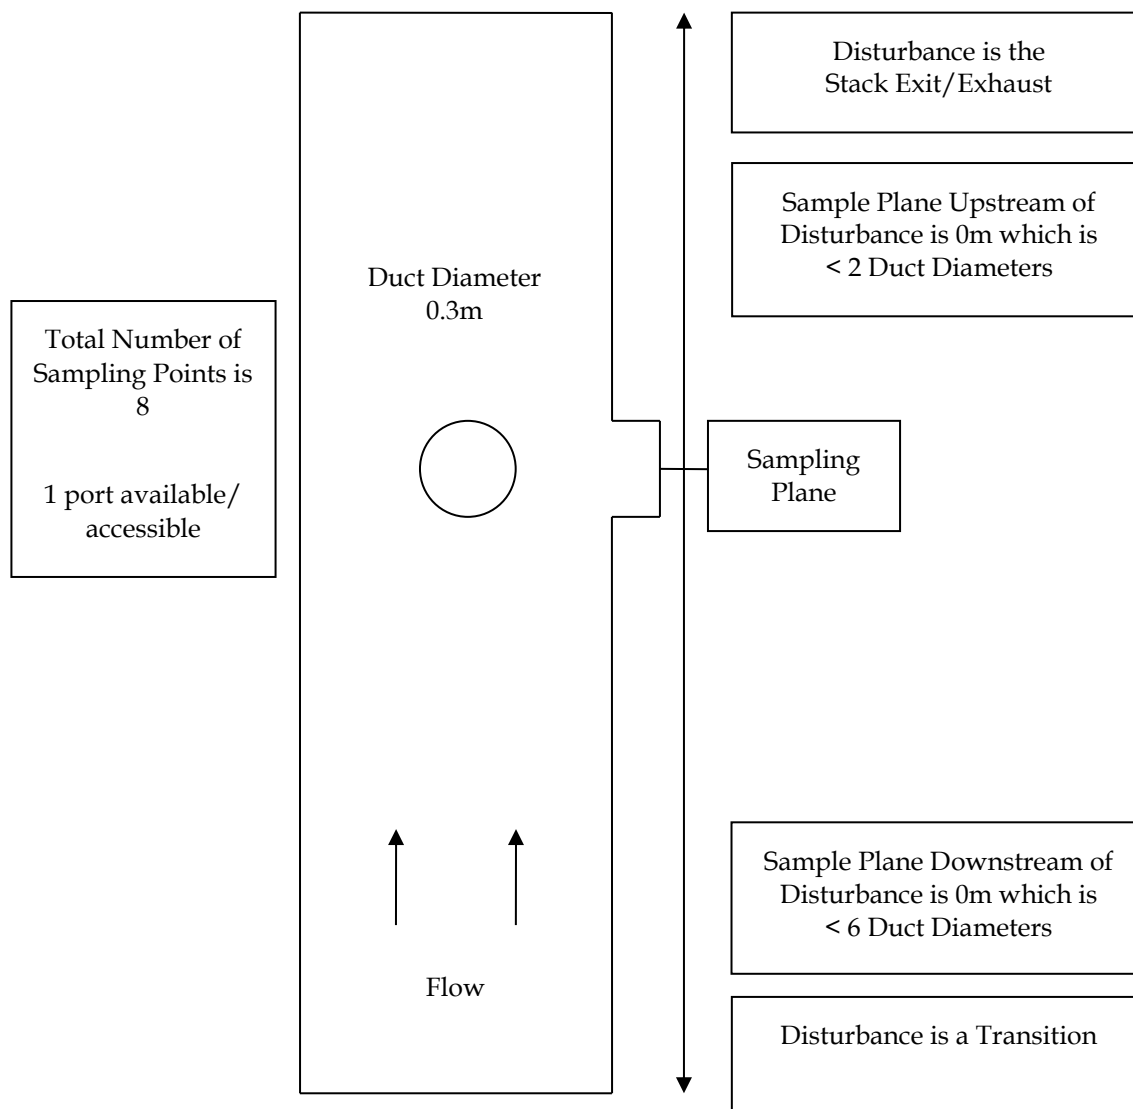 Disturbance is the
Stack Exit/Exhaust
Sample Plane Upstream of
Disturbance is 0m which is
< 2 Duct Diameters
Duct Diameter
0.3m
Total Number of
Sampling Points is
8
1 port available/
accessible
Sampling
Plane
Sample Plane Downstream of
Disturbance is 0m which is
< 6 Duct Diameters
Flow
Disturbance is a Transition